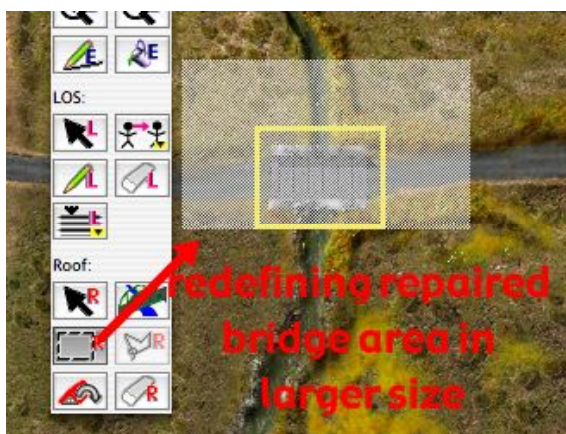 E
E
LOS:
L
L
L
L
Roof:
R
R
R
R
redefining repaired
bridge area in
larger size